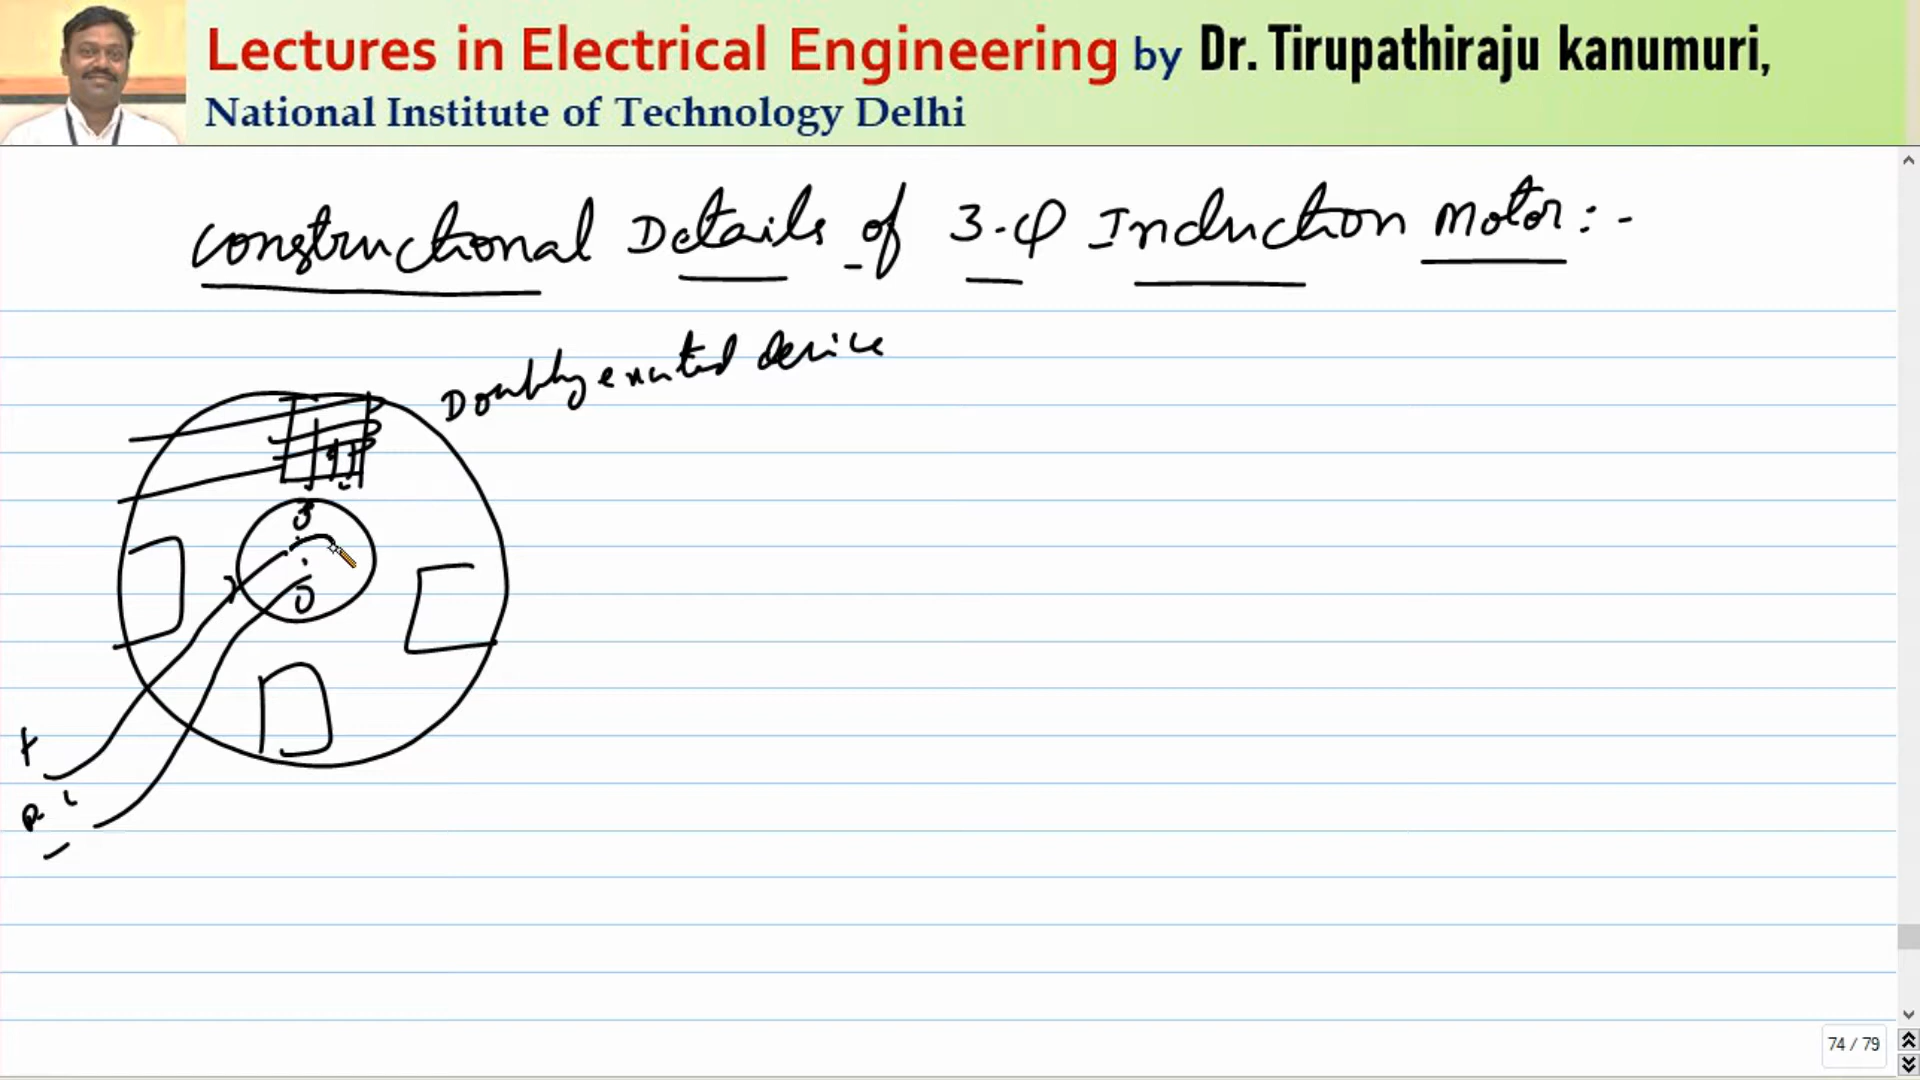 Lectures in Electrical Engineering by Dr. Tirupathiraju kanumuri,
National Institute of Technology Delhi
Constructional Details of 3-φ Induction Motor:-
Doubly excited device
+
-
74 / 79